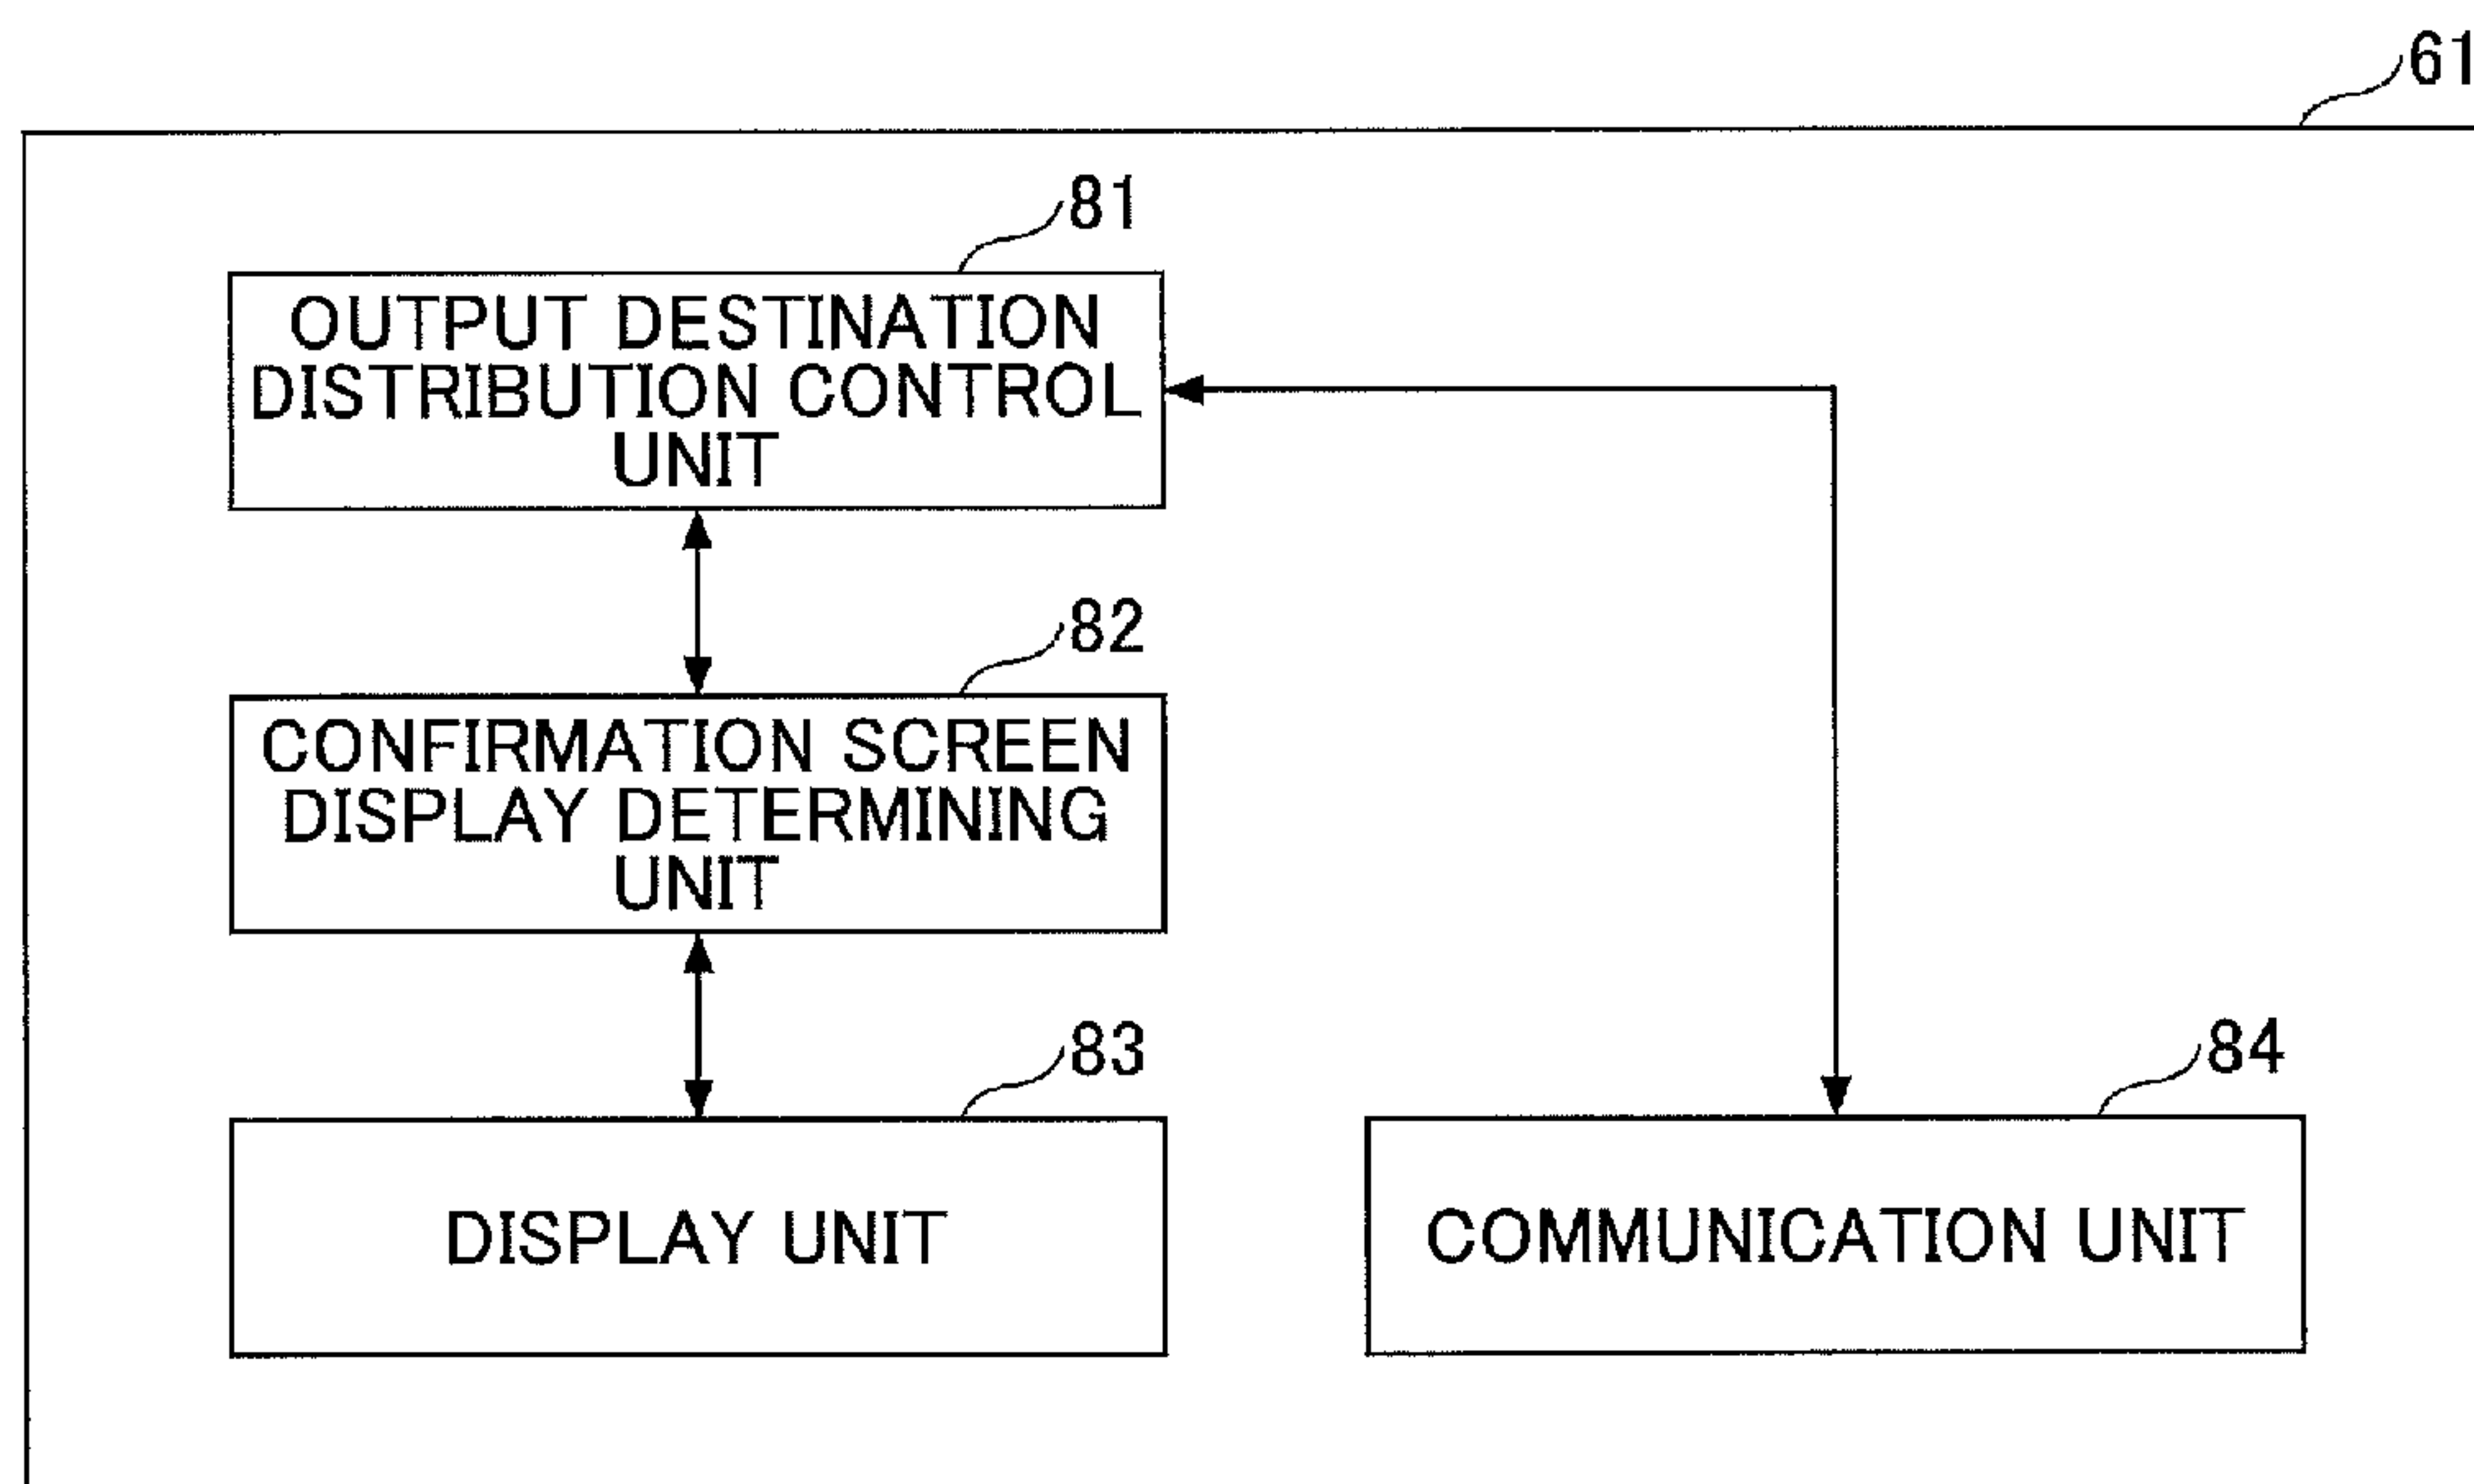 61
81
OUTPUT DESTINATION
DISTRIBUTION CONTROL
UNIT
82
CONFIRMATION SCREEN
DISPLAY DETERMINING
UNIT
83
DISPLAY UNIT
84
COMMUNICATION UNIT